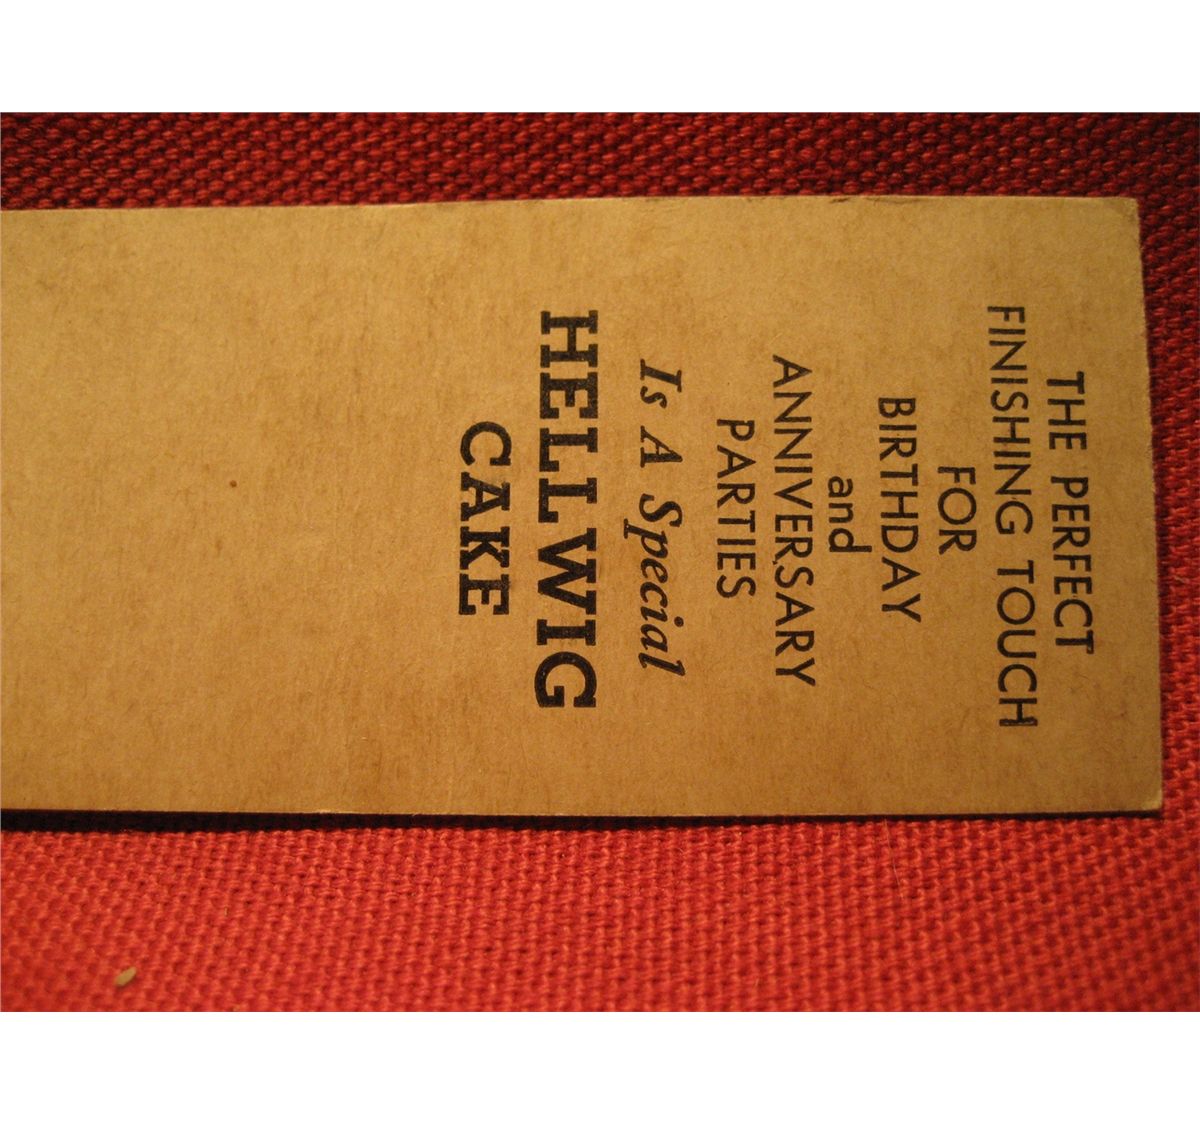 THE PERFECT
FINISHING TOUCH
FOR
BIRTHDAY
and
ANNIVERSARY
PARTIES
Is A Special
HELLWIG
CAKE